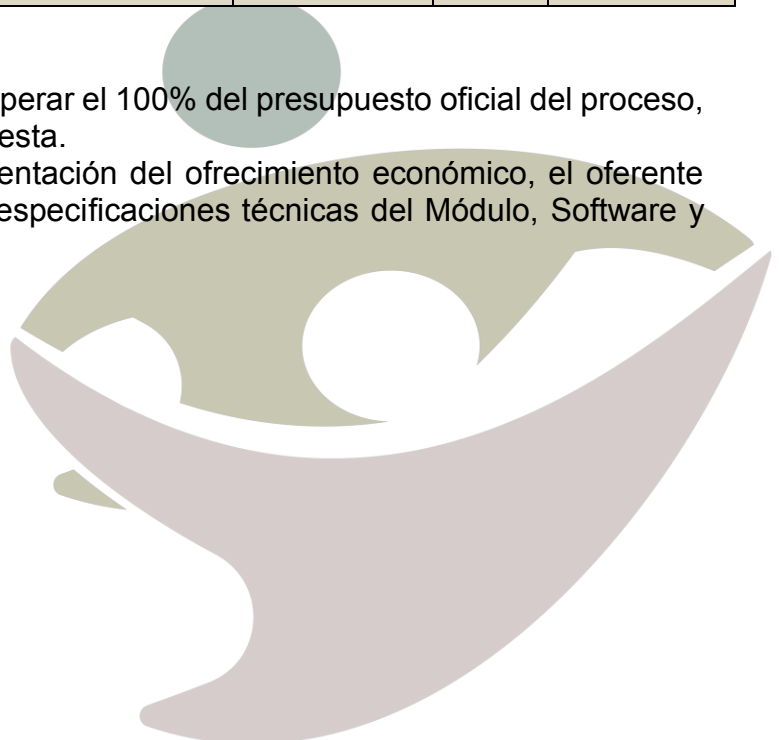 perar el 100% del presupuesto oficial del proceso,
esta.
entación del ofrecimiento económico, el oferente
especificaciones técnicas del Módulo, Software y